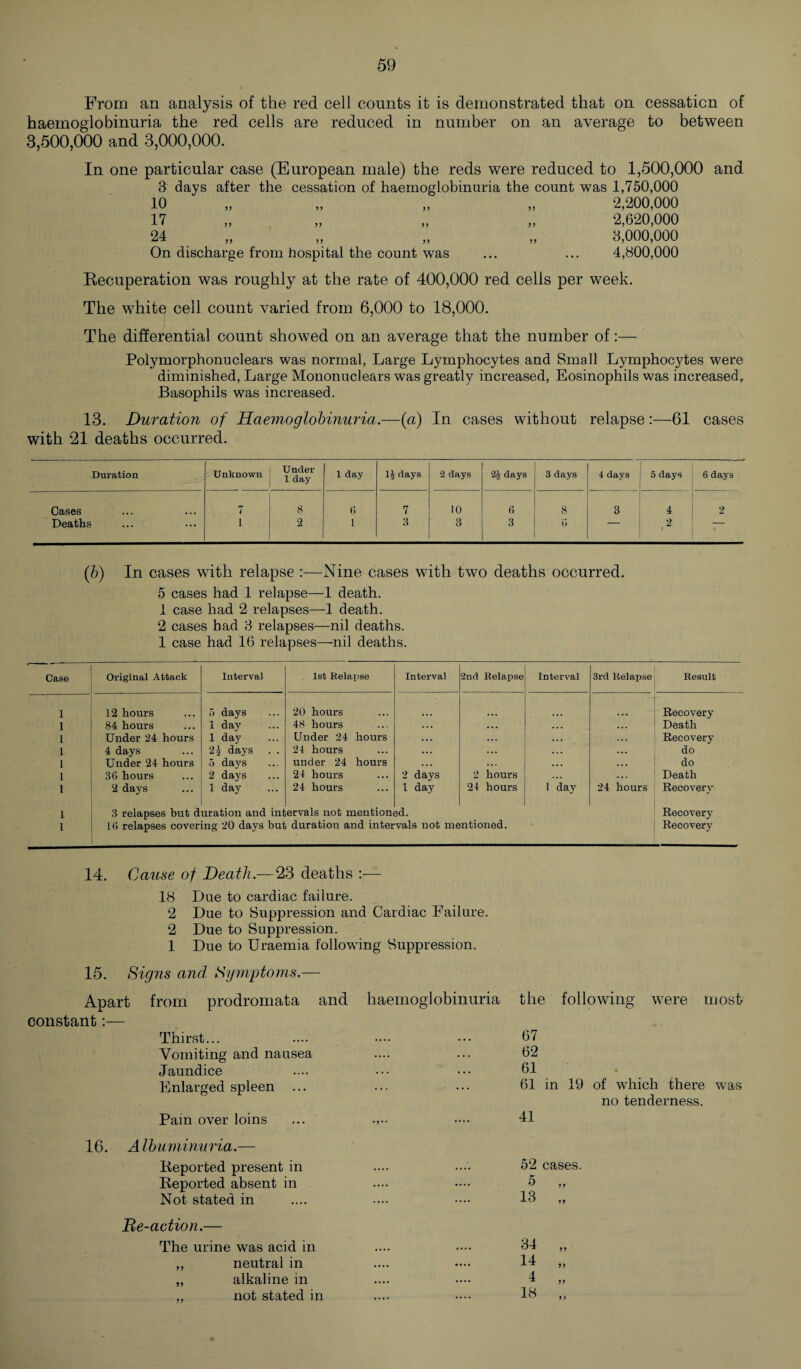 59
From an analysis of the red cell counts it is demonstrated that on cessation of
haemoglobinuria the red cells are reduced in number on an average to between
3,500,000 and 3,000,000.
In one particular case (European male) the reds were reduced to 1,500,000 and
3 days after the cessation of haemoglobinuria the count was 1,750,000
10 „ „ „ „ 2,200,000
17 „ „ „ „ 2,620,000
24 „ „ „ „ 3,000,000
On discharge from hospital the count was ... ... 4,800,000
Recuperation was roughly at the rate of 400,000 red cells per week.
The white cell count varied from 6,000 to 18,000.
The differential count showed on an average that the number of :—
Polymorphonuclears was normal, Large Lymphocytes and Small Lymphocytes were
diminished, Large Mononuclears was greatly increased, Eosinophils was increased,
Basophils was increased.
13. Duration of Haemoglobinuria.—(a) In cases without relapse :—61 cases
with 21 deaths occurred.
Duration Unknown Under 1 day 1 day 1½ days 2 days 2½ days 3 days 4 days 5 days 6 days
Cases ... ... 7 8 6 7 10 6 8 3 4 2
Deaths ... ... 1 2 1 3 3 3 6 — 2 —
(b) In cases with relapse :—Nine cases with two deaths occurred.
5 cases had 1 relapse—1 death.
1 case had 2 relapses—1 death.
2 cases had 3 relapses—nil deaths.
1 case had 16 relapses—nil deaths.
Case Original Attack Interval 1st Relapse Interval 2nd Relapse Interval 3rd Relapse Result
1 12 hours ... 5 days ... 20 hours ... ... ... ... ... Recovery
1 84 hours ... 1 day ... 48 hours ... ... ... ... ... Death
1 Under 24 hours 1 day ... Under 24 hours ... ... ... ... Recovery
1 4 days ... 2½ days . . 24 hours ... ... ... ... ... do
1 Under 24 hours 5 days ... under 24 hours ... ... ... ... do
1 36 hours ... 2 days ... 24 hours ... 2 days 2 hours ... ... Death
1 2 days ... 1 day ... 24 hours ... 1 day 24 hours 1 day 24 hours Recovery
1 3 relapses but duration and intervals not mentioned. Recovery
1 16 relapses covering 20 days but duration and intervals not mentioned. Recovery
14. Cause of Death.—23 deaths :—
18 Due to cardiac failure.
2 Due to Suppression and Cardiac Failure.
2 Due to Suppression.
1 Due to Uraemia following Suppression.
15. Signs and Symptoms.—
Apart from prodromata and haemoglobinuria the following were most
constant :—
Thirst... .... .... ... 67
Vomiting and nausea .... ... 62
Jaundice .... ... ... 61
Enlarged spleen ... ... ... 61 in 19 of which there was
no tenderness.
Pain over loins ... .... .... 41
16. Albuminuria.—
Reported present in .... .... 52 cases.
Reported absent in .... .... 5 „
Not stated in .... .... .... 13 „
Re-action.—
The urine was acid in .... .... 34 „
„ neutral in .... .... 14 „
„ alkaline in .... .... 4 „
„ not stated in .... .... 18 „